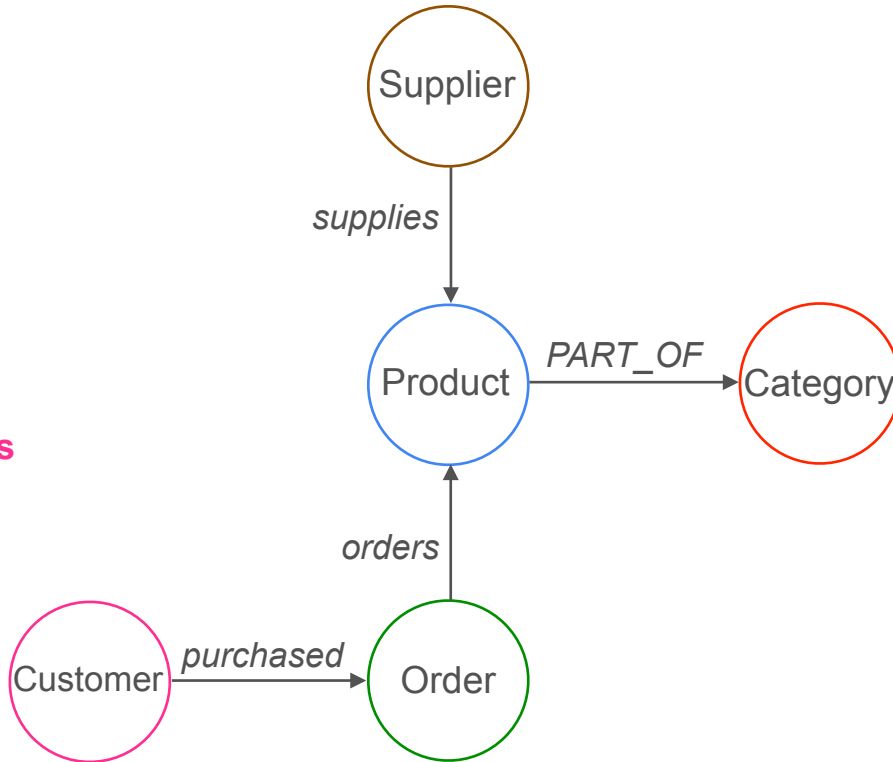 Supplier
supplies
Product
PART_OF
Category
s
orders
Customer
purchased
Order